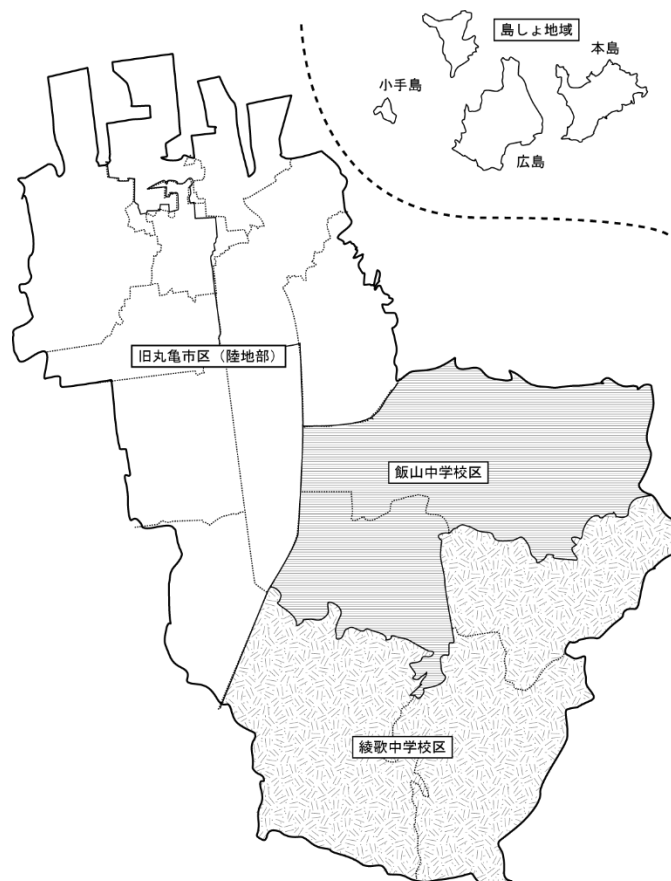 島しょ地域
本島
小手島
広島
旧丸亀市区（陸地部）
飯山中学校区
綾歌中学校区